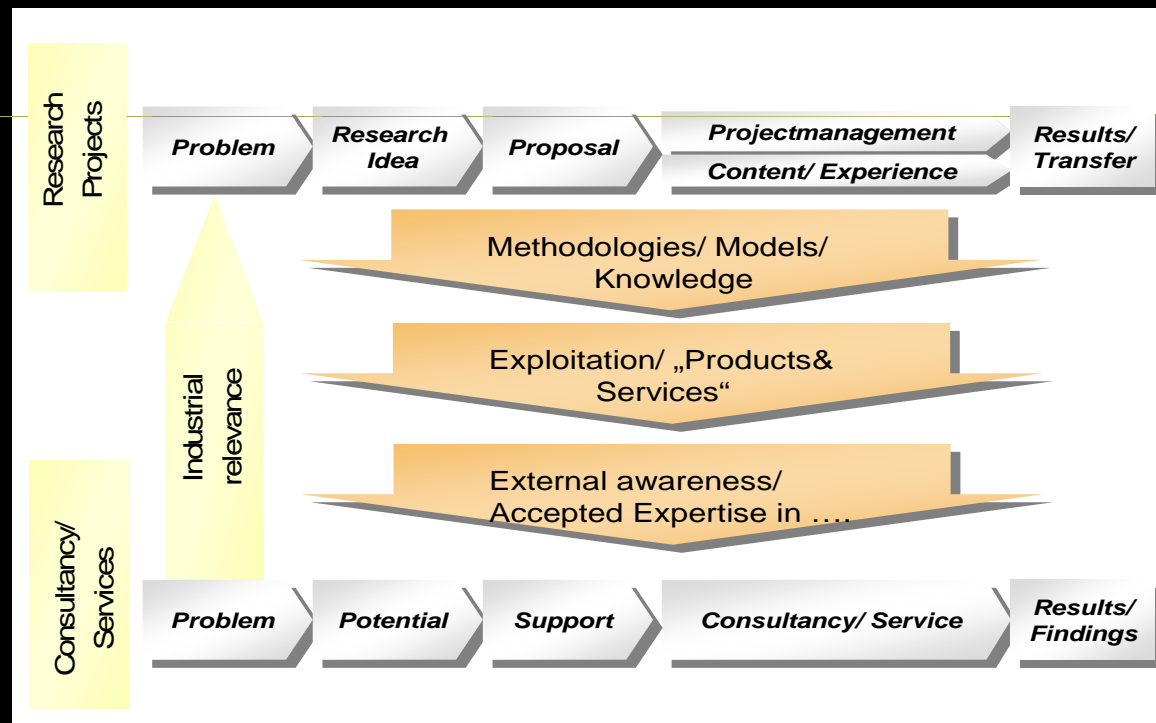 Research
Projects
Problem
Research
Idea
Proposal
Projectmanagement
Content/ Experience
Results/
Transfer
Methodologies/ Models/
Knowledge
Exploitation/ „Products&
Services“
External awareness/
Accepted Expertise in ….
Industrial
relevance
Consultancy/
Services
Problem
Potential
Support
Consultancy/ Service
Results/
Findings